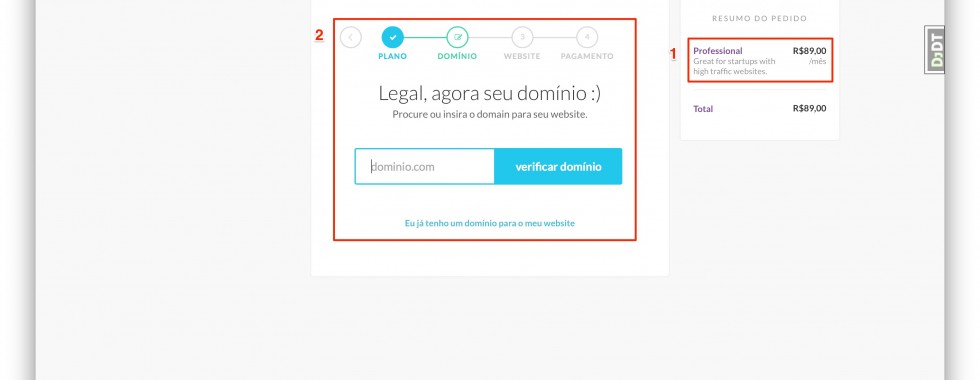 2
3
4
PLANO
DOMÍNIO
WEBSITE
PAGAMENTO
Legal, agora seu domínio :)
Procure ou insira o domain para seu website.
dominio.com
verificar domínio
Eu já tenho um domínio para o meu website
RESUMO DO PEDIDO
1
Professional R$89,00
Great for startups with /mês
high traffic websites.
Total R$89,00
DJDT